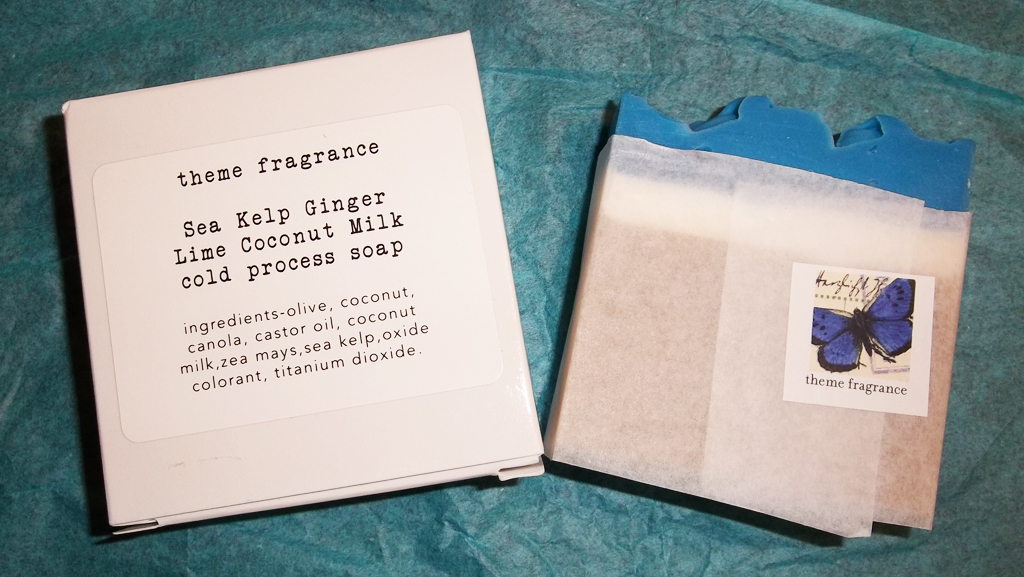 theme fragrance
Sea Kelp Ginger
Lime Coconut Milk
cold process soap
ingredients-olive, coconut,
canola, castor oil, coconut
milk,zea mays,sea kelp,oxide
colorant, titanium dioxide.
theme fragrance